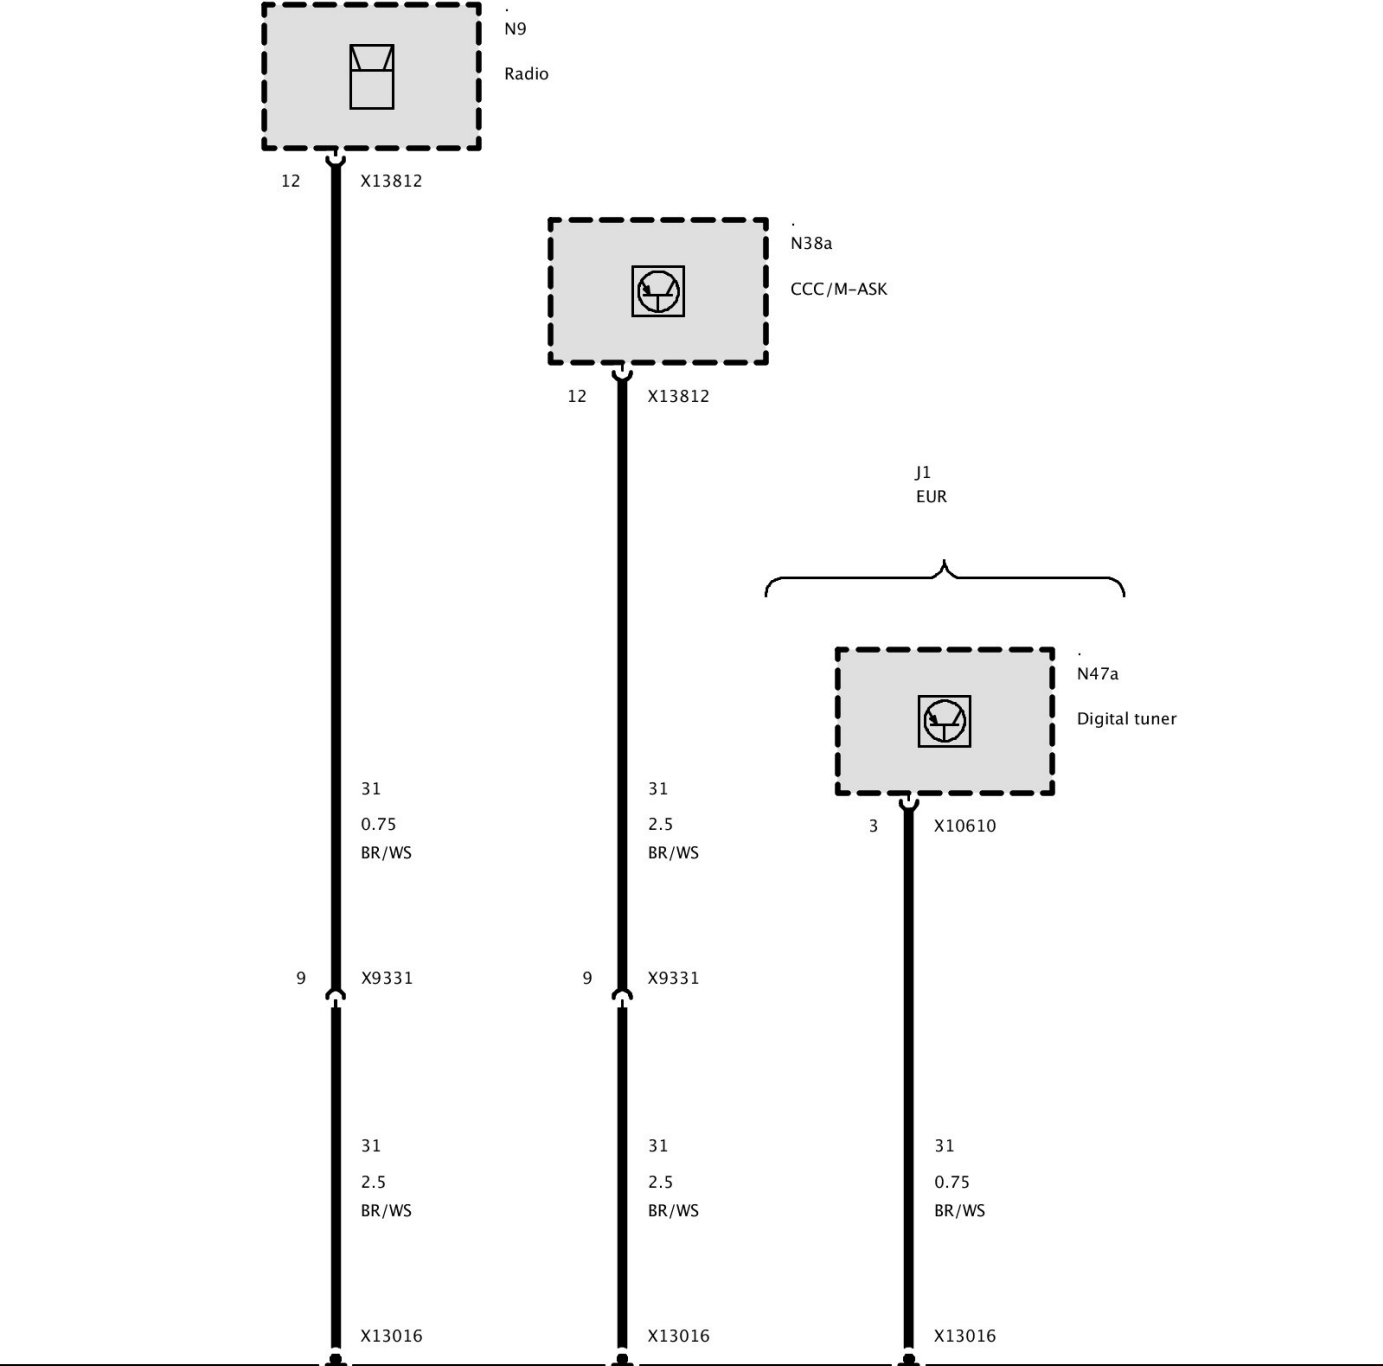 .
N9
Radio
12 X13812
.
N38a
CCC/M-ASK
12 X13812
J1
EUR
.
N47a
Digital tuner
31 31
0.75 2.5
3 X10610
BR/WS BR/WS
9 X9331 9 X9331
31 31 31
2.5 2.5 0.75
BR/WS BR/WS BR/WS
X13016 X13016 X13016